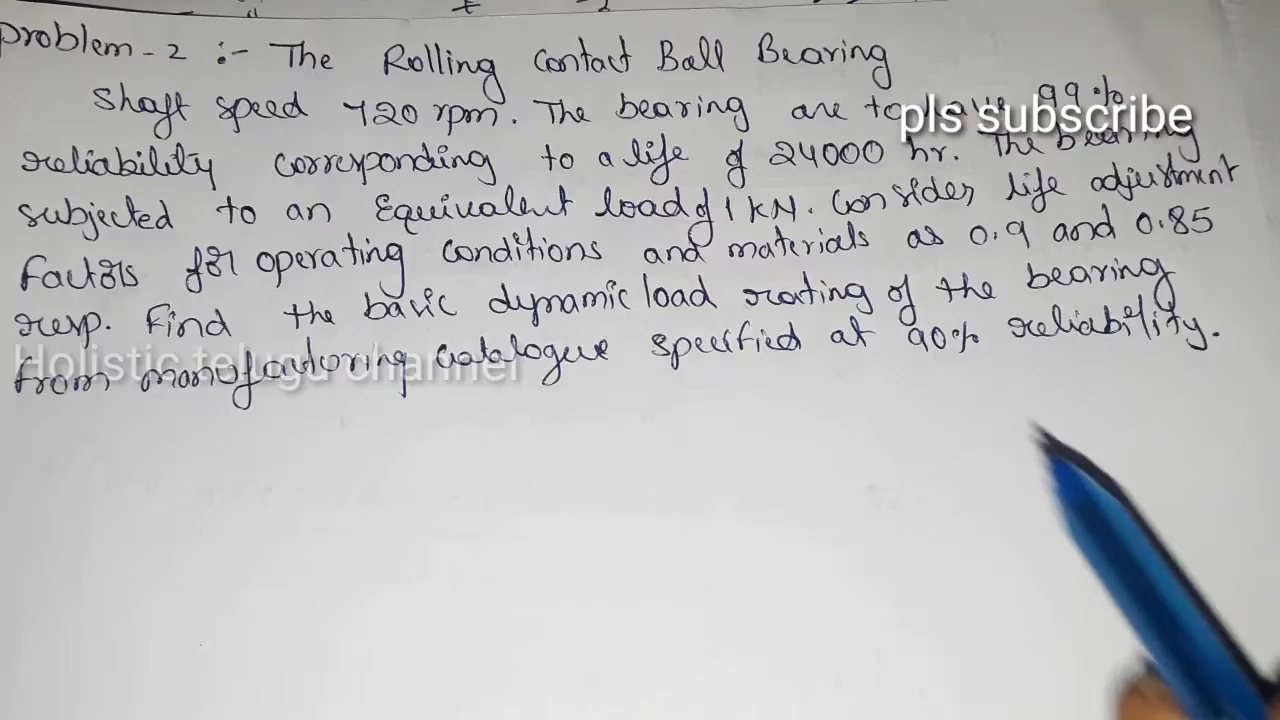 Problem-2 :- The Rolling Contact Ball Bearing
Shaft speed 720 rpm. The bearing are to have 99%
pls subscribe
reliability corresponding to a life of 24000 hr. The bearing
subjected to an Equivalent load of 1 KN. Consider life adjustment
factors for operating conditions and materials as 0.9 and 0.85
resp. Find the basic dynamic load rating of the bearing
from manufacturing catalogue specified at 90% reliability.
Holistic telugu channel